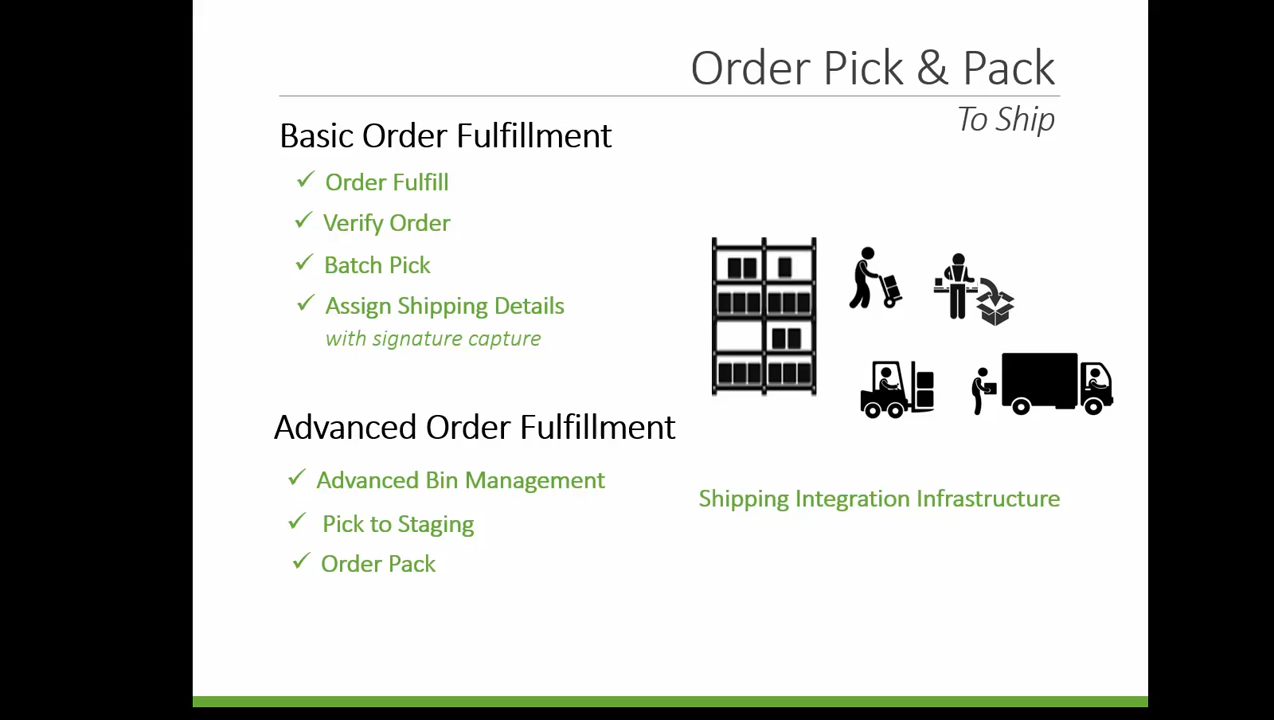 Order Pick & Pack
To Ship
Basic Order Fulfillment
Order Fulfill
Verify Order
Batch Pick
Assign Shipping Details
with signature capture
Advanced Order Fulfillment
Advanced Bin Management
Pick to Staging
Order Pack
Shipping Integration Infrastructure